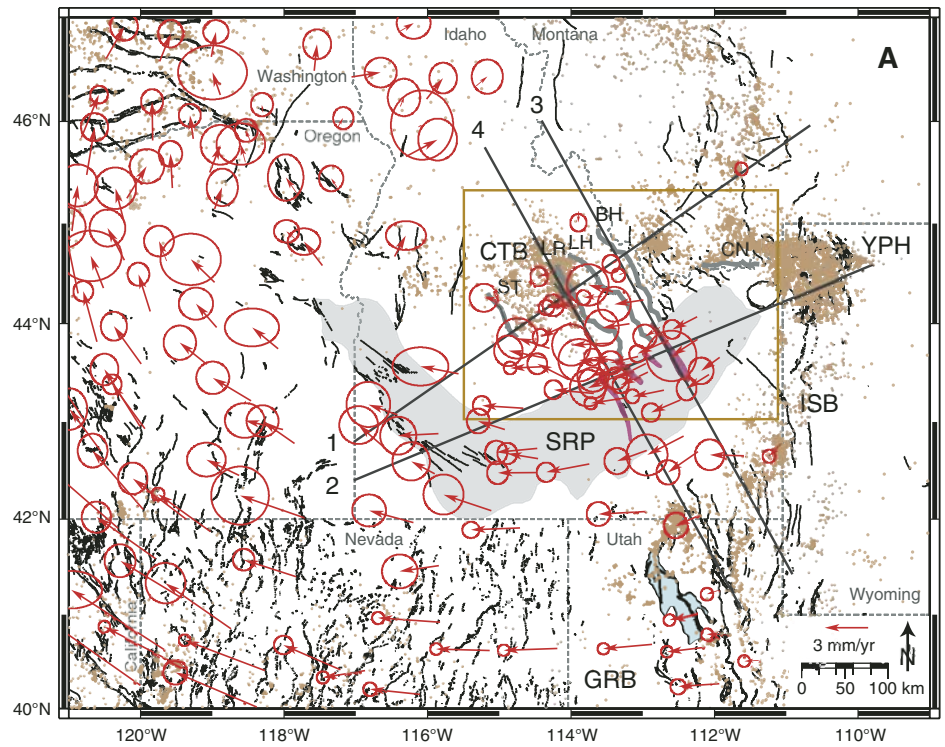 Idaho
Montana
A
Washington
3
46°N
4
Oregon
BH
LR
LH
CTB
CN
YPH
ST
44°N
ISB
1
SRP
2
42°N
Nevada
Utah
Wyoming
California
3 mm/yr
N
GRB
0 50 100 km
40°N
120°W 118°W 116°W 114°W 112°W 110°W